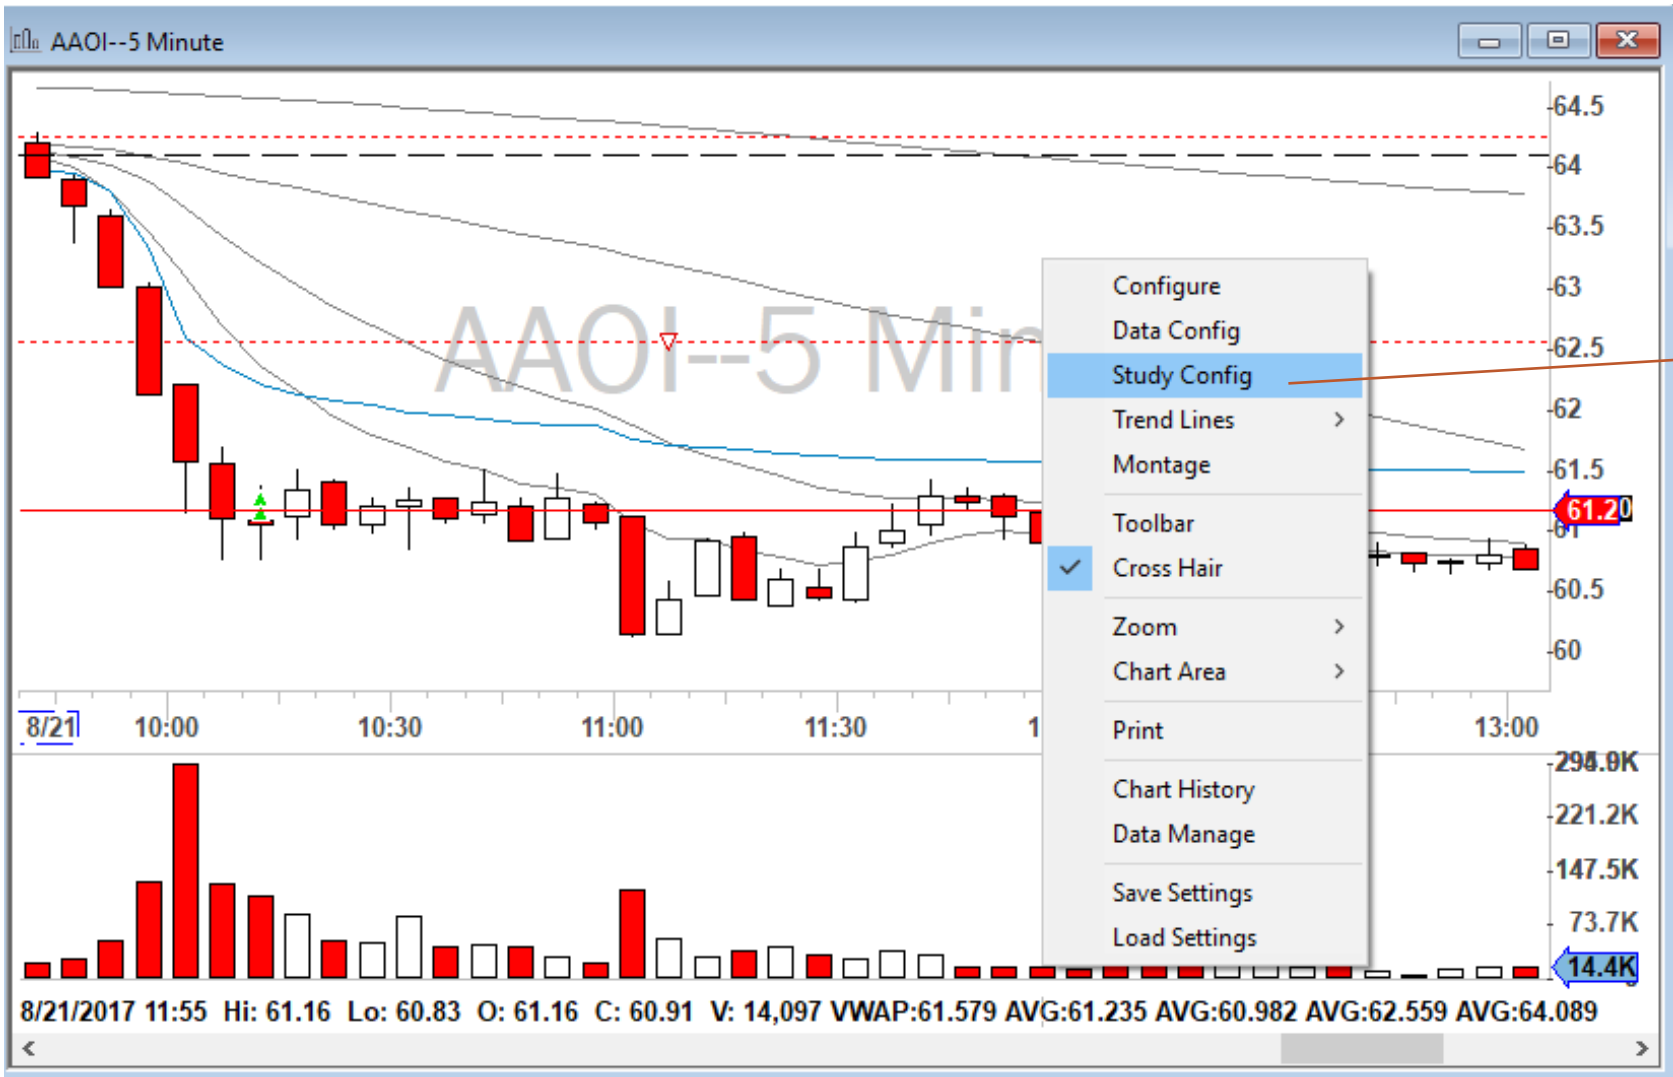 AAOI--5 Minute
64.5
64
63.5
63
62.5
62
61.5
61.20
61
60.5
60
AAOI--5 Min
Configure
Data Config
Study Config
Trend Lines
Montage
Toolbar
Cross Hair
Zoom
Chart Area
Print
Chart History
Data Manage
Save Settings
Load Settings
8/21 10:00 10:30 11:00 11:30 1 13:00
221.2K
147.5K
73.7K
14.4K
8/21/2017 11:55 Hi: 61.16 Lo: 60.83 O: 61.16 C: 60.91 V: 14,097 VWAP:61.579 AVG:61.235 AVG:60.982 AVG:62.559 AVG:64.089